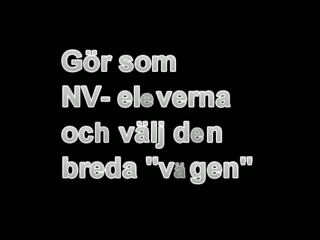 Gör som
NV- eleverna
och välj den
breda "vägen"